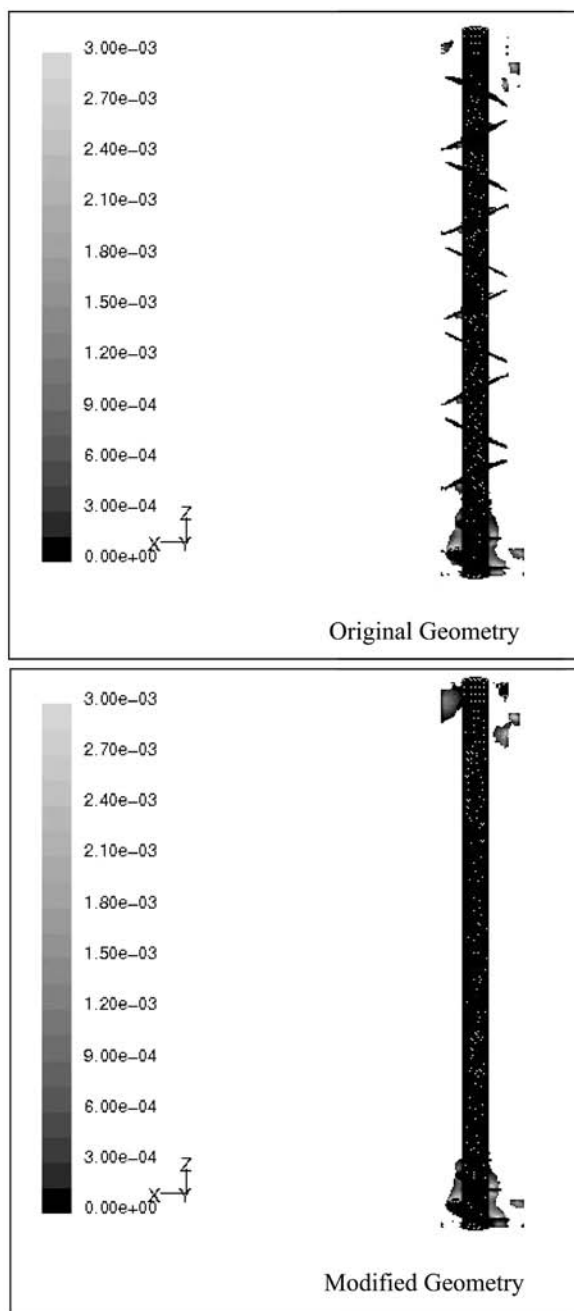 3.00e−03
2.70e−03
2.40e−03
2.10e−03
1.80e−03
1.50e−03
1.20e−03
9.00e−04
6.00e−04
3.00e−04
0.00e+00
Z
X Y
Original Geometry
3.00e−03
2.70e−03
2.40e−03
2.10e−03
1.80e−03
1.50e−03
1.20e−03
9.00e−04
6.00e−04
3.00e−04
0.00e+00
Z
X Y
Modified Geometry